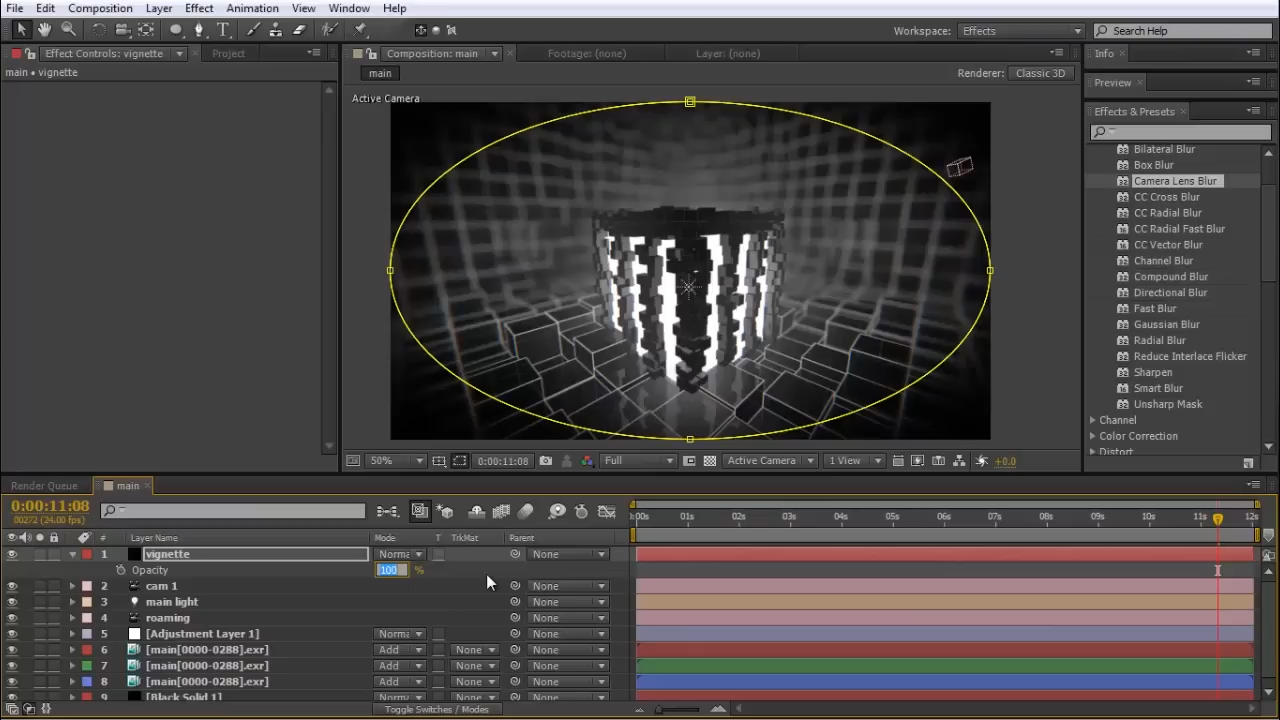 File Edit Composition Layer Effect Animation View Window Help
Workspace: Effects Search Help
Effect Controls: vignette Project
main • vignette
Composition: main Footage: (none) Layer: (none)
main Renderer: Classic 3D
Active Camera
50% 0:00:11:08 Full Active Camera 1 View +0.0
Info
Preview
Effects & Presets
Bilateral Blur
Box Blur
Camera Lens Blur
CC Cross Blur
CC Radial Blur
CC Radial Fast Blur
CC Vector Blur
Channel Blur
Compound Blur
Directional Blur
Fast Blur
Gaussian Blur
Radial Blur
Reduce Interlace Flicker
Sharpen
Smart Blur
Unsharp Mask
Channel
Color Correction
Distort
Render Queue main
0:00:11:08
00272 (24.00 fps)
:00s 01s 02s 03s 04s 05s 06s 07s 08s 09s 10s 11s 12s
# Layer Name Mode T TrkMat Parent
1 vignette Norma None
Opacity 100 %
2 cam 1 None
3 main light None
4 roaming None
5 [Adjustment Layer 1] Norma None
6 [main[0000-0288].exr] Add None None
7 [main[0000-0288].exr] Add None None
8 [main[0000-0288].exr] Add None None
9 [Black Solid 1] Norma None None
Toggle Switches / Modes